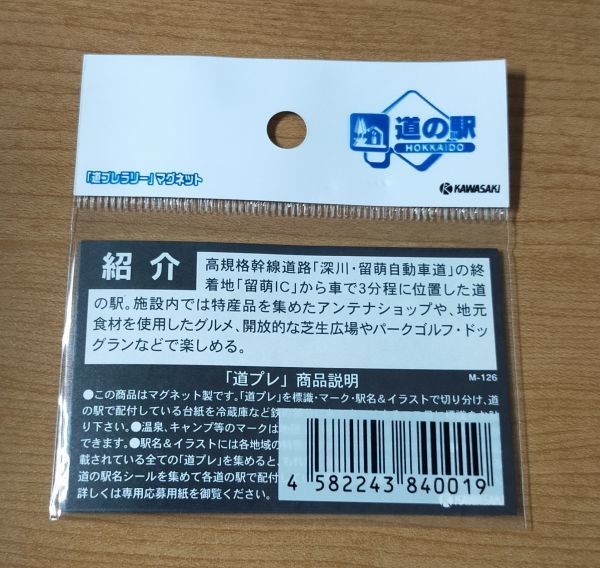 道の駅
HOKKAIDO
「道プレラリー」マグネット
KAWASAKI
紹介
高規格幹線道路「深川・留萌自動車道」の終
着地「留萌IC」から車で3分程に位置した道
の駅。施設内では特産品を集めたアンテナショップや、地元
食材を使用したグルメ、開放的な芝生広場やパークゴルフ・ドッ
グランなどで楽しめる。
M-126
「道プレ」商品説明
●この商品はマグネット製です。「道プレ」を標識・マーク・駅名&イラストで切り分け、道
の駅で配付している台紙を冷蔵庫など鉄
り下さい。●温泉、キャンプ等のマークは
できます。●駅名&イラストには各地域の特
載されている全ての「道プレ」を集めると、
道の駅名シールを集めて各道の駅で配付
詳しくは専用応募用紙を御覧ください。
4 582243 840019
KAWASAKI